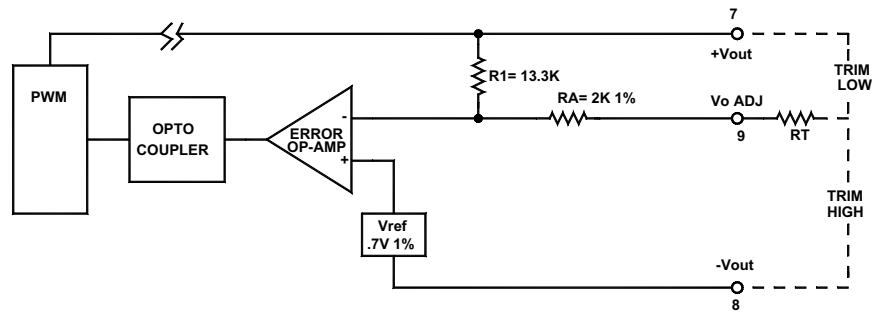 7
+Vout
R1= 13.3K
TRIM
LOW
PWM
RA= 2K 1%
Vo ADJ
9
RT
OPTO
COUPLER
-
ERROR
OP-AMP
+
TRIM
HIGH
Vref
.7V 1%
-Vout
8